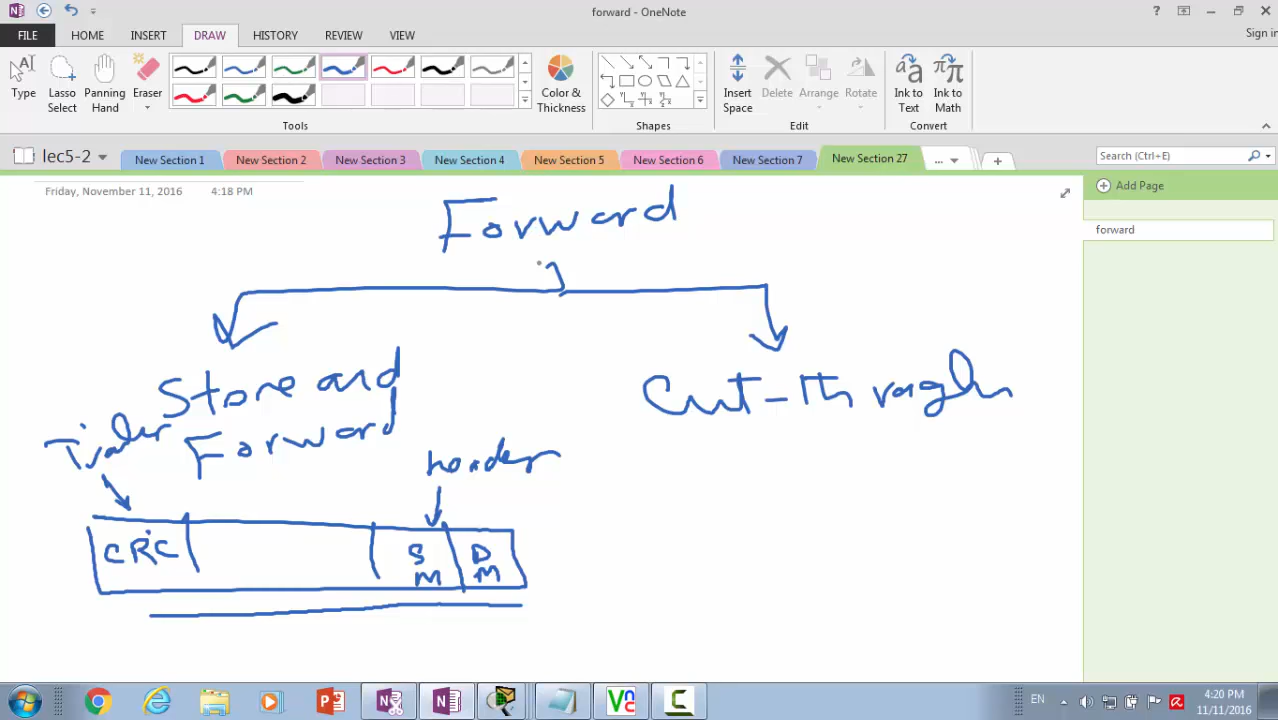 forward - OneNote
Sign in
FILE HOME INSERT DRAW HISTORY REVIEW VIEW
Type
Lasso Select
Panning Hand
Eraser
Color & Thickness
Insert Space
Delete
Arrange
Rotate
Ink to Text
Ink to Math
Tools
Shapes
Edit
Convert
lec5-2
New Section 1
New Section 2
New Section 3
New Section 4
New Section 5
New Section 6
New Section 7
New Section 27
...
Search (Ctrl+E)
Add Page
forward
Friday, November 11, 2016 4:18 PM
Forward
Store and
Forward
Cut-Through
header
CRC
S
M
D
M
EN
4:20 PM
11/11/2016